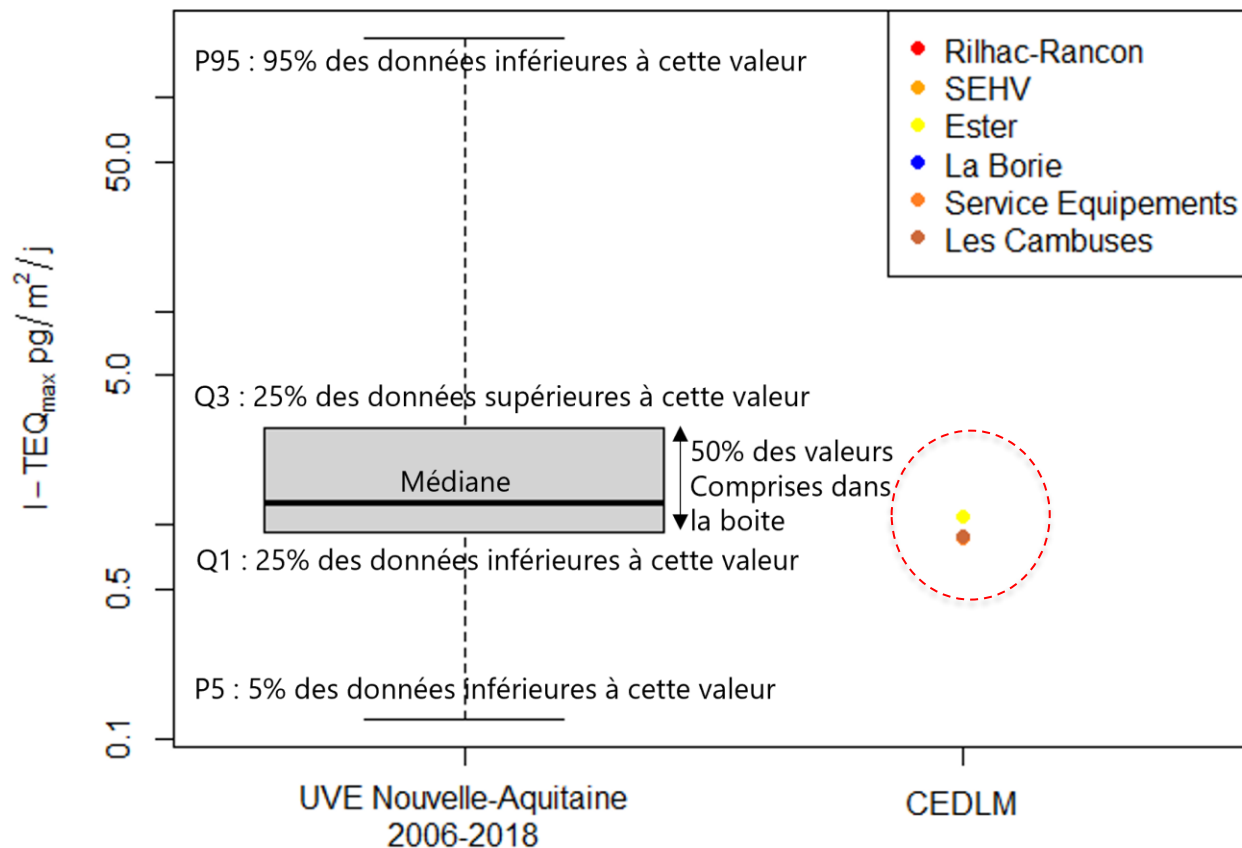 P95 : 95% des données inférieures à cette valeur
Rilhac-Rancon
SEHV
Ester
La Borie
Service Equipements
Les Cambuses
I − TEQmax pg/ m²/ j
50.0
5.0
0.5
0.1
Q3 : 25% des données supérieures à cette valeur
Médiane
50% des valeurs
Comprises dans
la boite
Q1 : 25% des données inférieures à cette valeur
P5 : 5% des données inférieures à cette valeur
UVE Nouvelle-Aquitaine
2006-2018
CEDLM